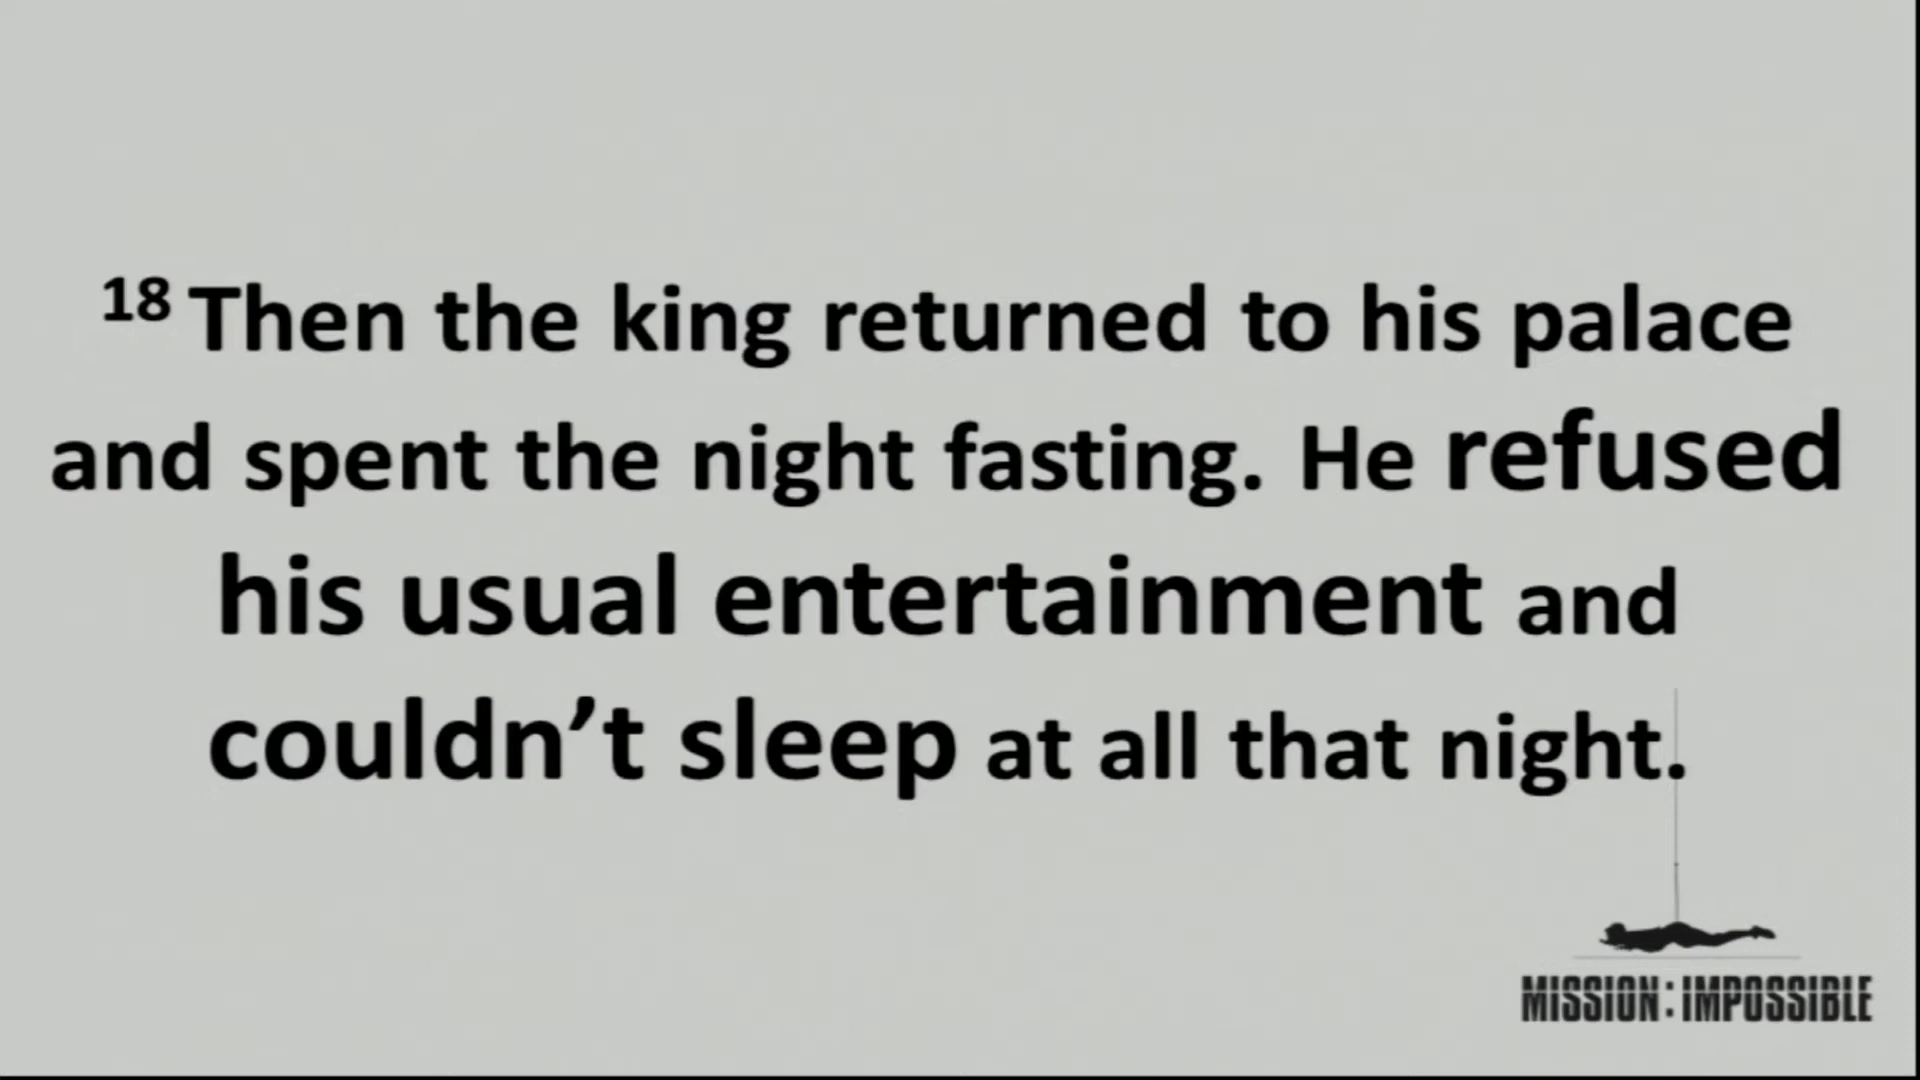 18 Then the king returned to his palace
and spent the night fasting. He refused
his usual entertainment and
couldn’t sleep at all that night.
MISSION : IMPOSSIBLE